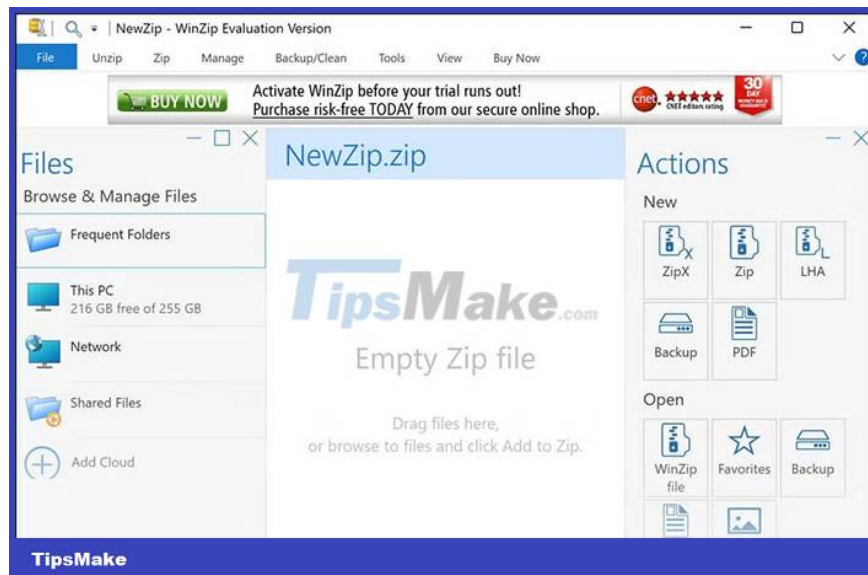 NewZip - WinZip Evaluation Version
File Unzip Zip Manage Backup/Clean Tools View Buy Now
BUY NOW
Activate WinZip before your trial runs out!
Purchase risk-free TODAY from our secure online shop.
cnet
CNET editors rating
30
DAY
Files
Browse & Manage Files
Frequent Folders
This PC
216 GB free of 255 GB
Network
Shared Files
Add Cloud
NewZip.zip
TipsMake.com
Empty Zip file
Drag files here,
or browse to files and click Add to Zip.
Actions
New
ZipX Zip LHA
Backup PDF
Open
WinZip
file
Favorites Backup
TipsMake